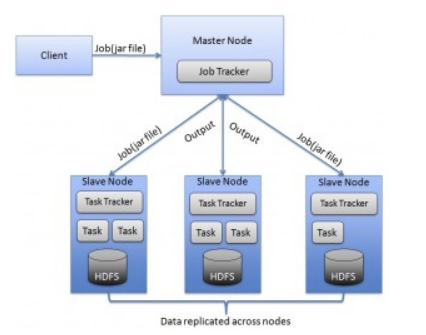 Client
Job(jar file)
Master Node
Job Tracker
Job(jar file)
Output
Output
Job(jar file)
Slave Node
Task Tracker
Task Task
HDFS
Slave Node
Task Tracker
Task Task
HDFS
Slave Node
Task Tracker
Task
HDFS
Data replicated across nodes